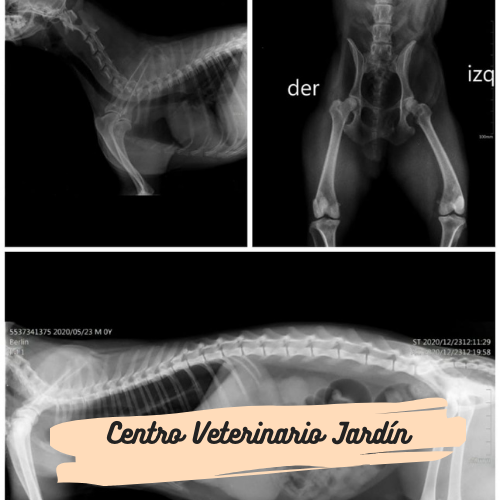 der
izq
100mm
5537341375 2020/05/23 M 0Y
Berlin
ST 2020/12/2312:11:29
2020/12/2312:19:58
Centro Veterinario Jardín